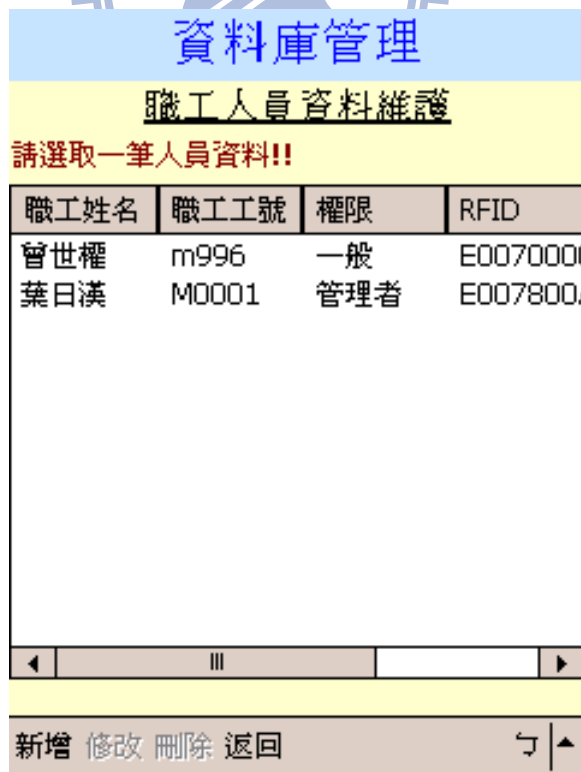 資料庫管理
職工人員資料維護
請選取一筆人員資料!!
職工姓名 職工工號 權限 RFID
曾世權 m996 一般 E0070000
葉日漢 M0001 管理者 E007800
新增 修改 刪除 返回 ㄅ